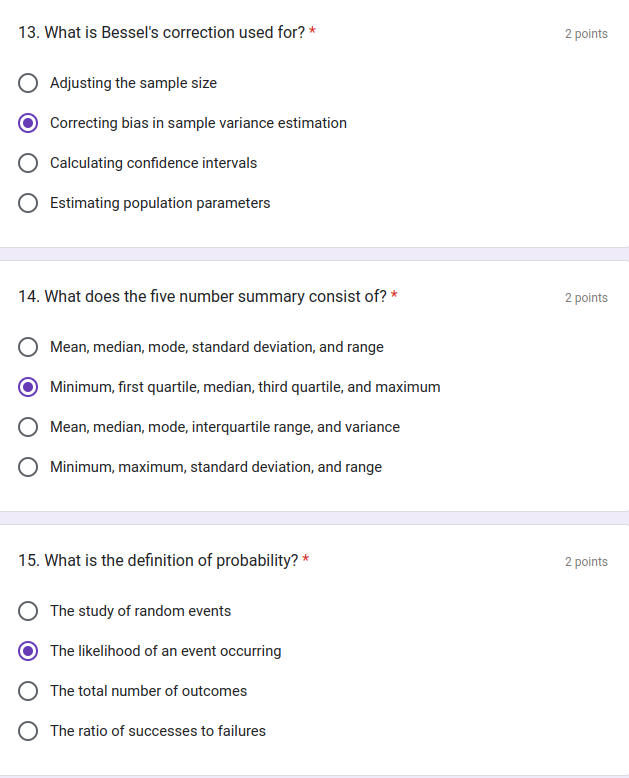 13. What is Bessel's correction used for? *
2 points
Adjusting the sample size
Correcting bias in sample variance estimation
Calculating confidence intervals
Estimating population parameters
14. What does the five number summary consist of? *
2 points
Mean, median, mode, standard deviation, and range
Minimum, first quartile, median, third quartile, and maximum
Mean, median, mode, interquartile range, and variance
Minimum, maximum, standard deviation, and range
15. What is the definition of probability? *
2 points
The study of random events
The likelihood of an event occurring
The total number of outcomes
The ratio of successes to failures